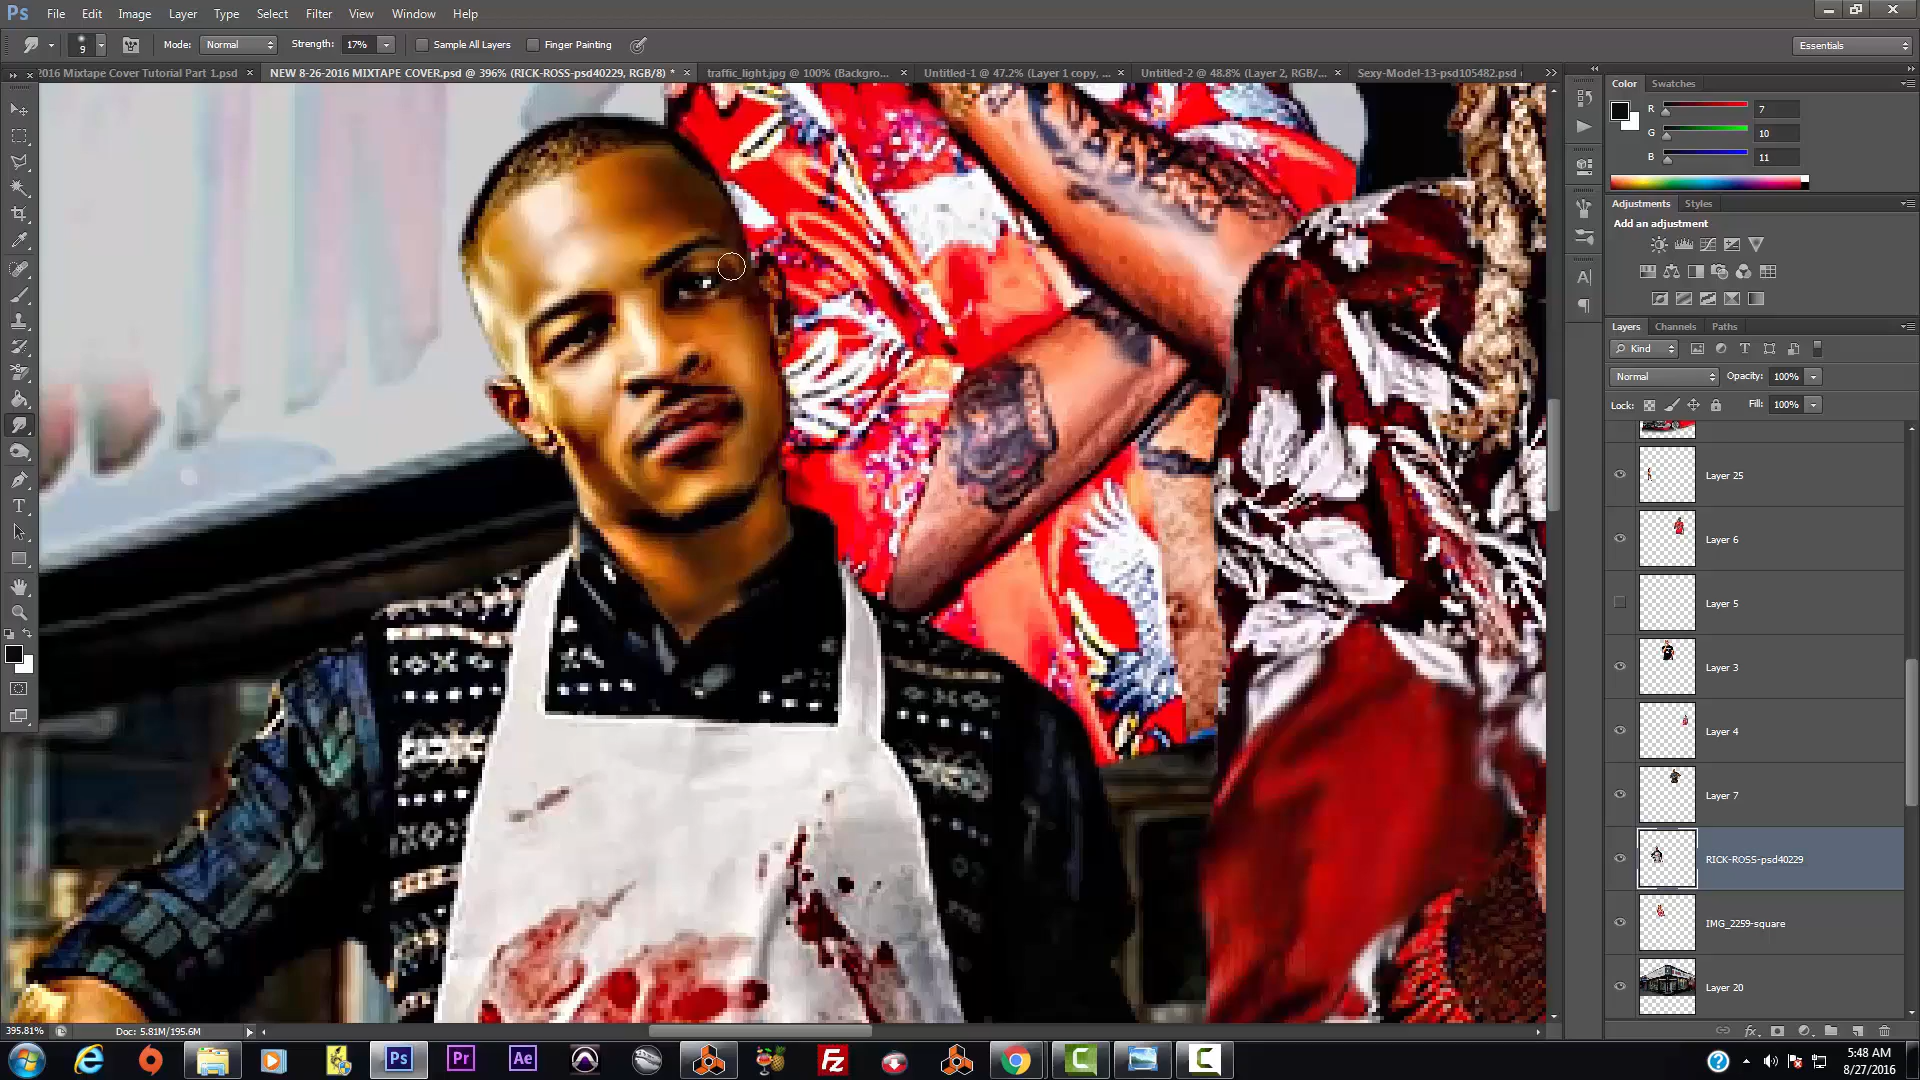 Ps File Edit Image Layer Type Select Filter View Window Help
9 Mode: Normal Strength: 17% Sample All Layers Finger Painting Essentials
2016 Mixtape Cover Tutorial Part 1.psd × NEW 8-26-2016 MIXTAPE COVER.psd @ 396% (RICK-ROSS-psd40229, RGB/8) * × traffic_light.jpg @ 100% (Backgro... × Untitled-1 @ 47.2% (Layer 1 copy, ... × Untitled-2 @ 48.8% (Layer 2, RGB/... × Sexy-Model-13-psd105482.psd
Color Swatches
R 7
G 10
B 11
Adjustments Styles
Add an adjustment
Layers Channels Paths
Kind
Normal Opacity: 100%
Lock: Fill: 100%
Layer 25
Layer 6
Layer 5
Layer 3
Layer 4
Layer 7
RICK-ROSS-psd40229
IMG_2259-square
Layer 20
395.81% Doc: 5.81M/195.6M
Ps Pr Ae Fz
5:48 AM
8/27/2016